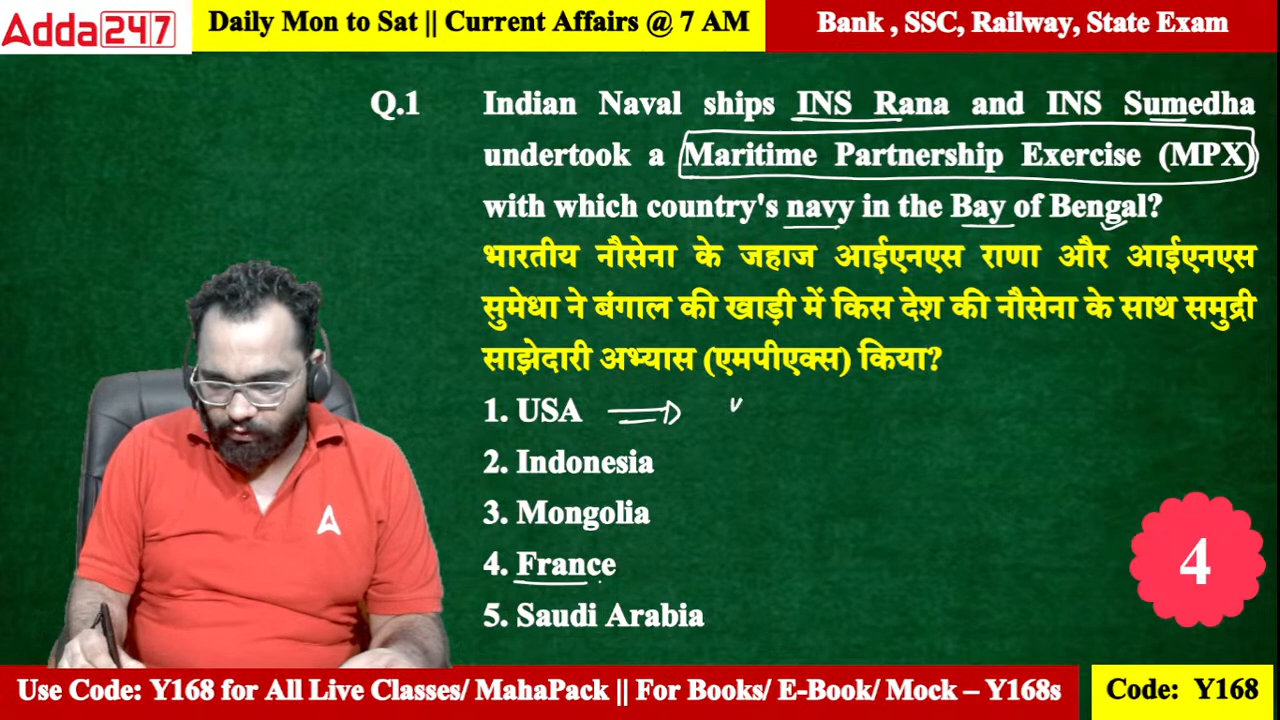 Adda247
Daily Mon to Sat || Current Affairs @ 7 AM
Bank , SSC, Railway, State Exam
Q.1 Indian Naval ships INS Rana and INS Sumedha
undertook a Maritime Partnership Exercise (MPX)
with which country's navy in the Bay of Bengal?
भारतीय नौसेना के जहाज आईएनएस राणा और आईएनएस
सुमेधा ने बंगाल की खाड़ी में किस देश की नौसेना के साथ समुद्री
साझेदारी अभ्यास (एमपीएक्स) किया?
1. USA
2. Indonesia
3. Mongolia
4. France
5. Saudi Arabia
4
Use Code: Y168 for All Live Classes/ MahaPack || For Books/ E-Book/ Mock – Y168s
Code: Y168